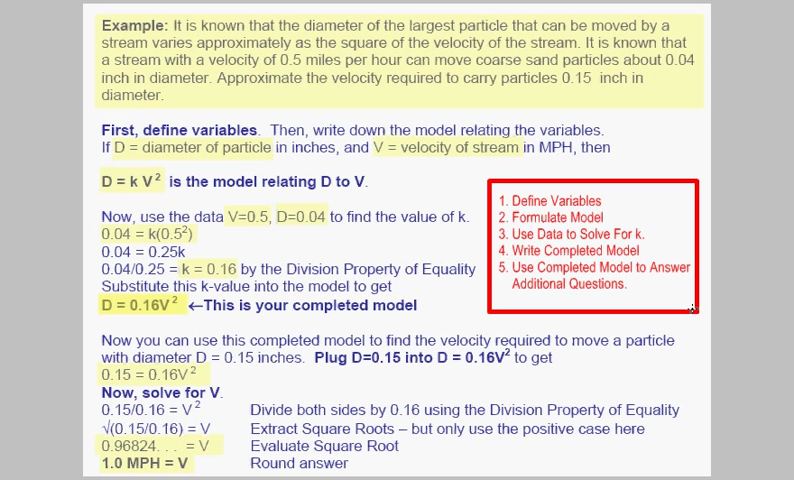 Example: It is known that the diameter of the largest particle that can be moved by a
stream varies approximately as the square of the velocity of the stream. It is known that
a stream with a velocity of 0.5 miles per hour can move coarse sand particles about 0.04
inch in diameter. Approximate the velocity required to carry particles 0.15 inch in
diameter.
First, define variables. Then, write down the model relating the variables.
If D = diameter of particle in inches, and V = velocity of stream in MPH, then
D = k V² is the model relating D to V.
Now, use the data V=0.5, D=0.04 to find the value of k.
0.04 = k(0.5²)
0.04 = 0.25k
0.04/0.25 = k = 0.16 by the Division Property of Equality
Substitute this k-value into the model to get
D = 0.16V² ←This is your completed model
1. Define Variables
2. Formulate Model
3. Use Data to Solve For k.
4. Write Completed Model
5. Use Completed Model to Answer
Additional Questions.
Now you can use this completed model to find the velocity required to move a particle
with diameter D = 0.15 inches. Plug D=0.15 into D = 0.16V² to get
0.15 = 0.16V²
Now, solve for V.
0.15/0.16 = V² Divide both sides by 0.16 using the Division Property of Equality
√(0.15/0.16) = V Extract Square Roots – but only use the positive case here
0.96824. . . = V Evaluate Square Root
1.0 MPH = V Round answer